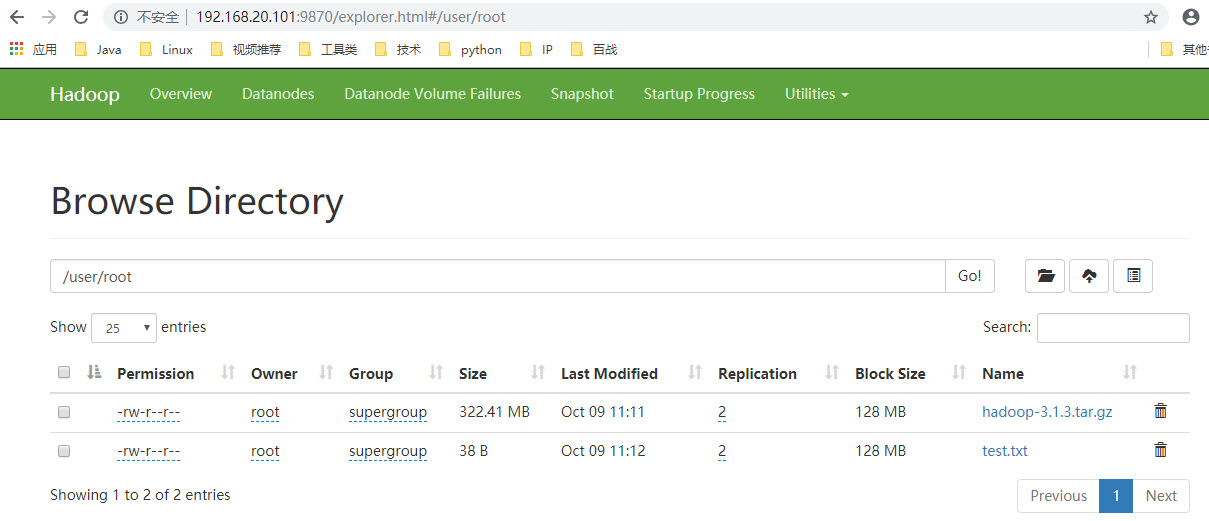 不安全 | 192.168.20.101:9870/explorer.html#/user/root
应用 Java Linux 视频推荐 工具类 技术 python IP 百战
Hadoop Overview Datanodes Datanode Volume Failures Snapshot Startup Progress Utilities
Browse Directory
/user/root Go!
Show 25 entries Search:
Permission Owner Group Size Last Modified Replication Block Size Name
-rw-r--r-- root supergroup 322.41 MB Oct 09 11:11 2 128 MB hadoop-3.1.3.tar.gz
-rw-r--r-- root supergroup 38 B Oct 09 11:12 2 128 MB test.txt
Showing 1 to 2 of 2 entries Previous 1 Next